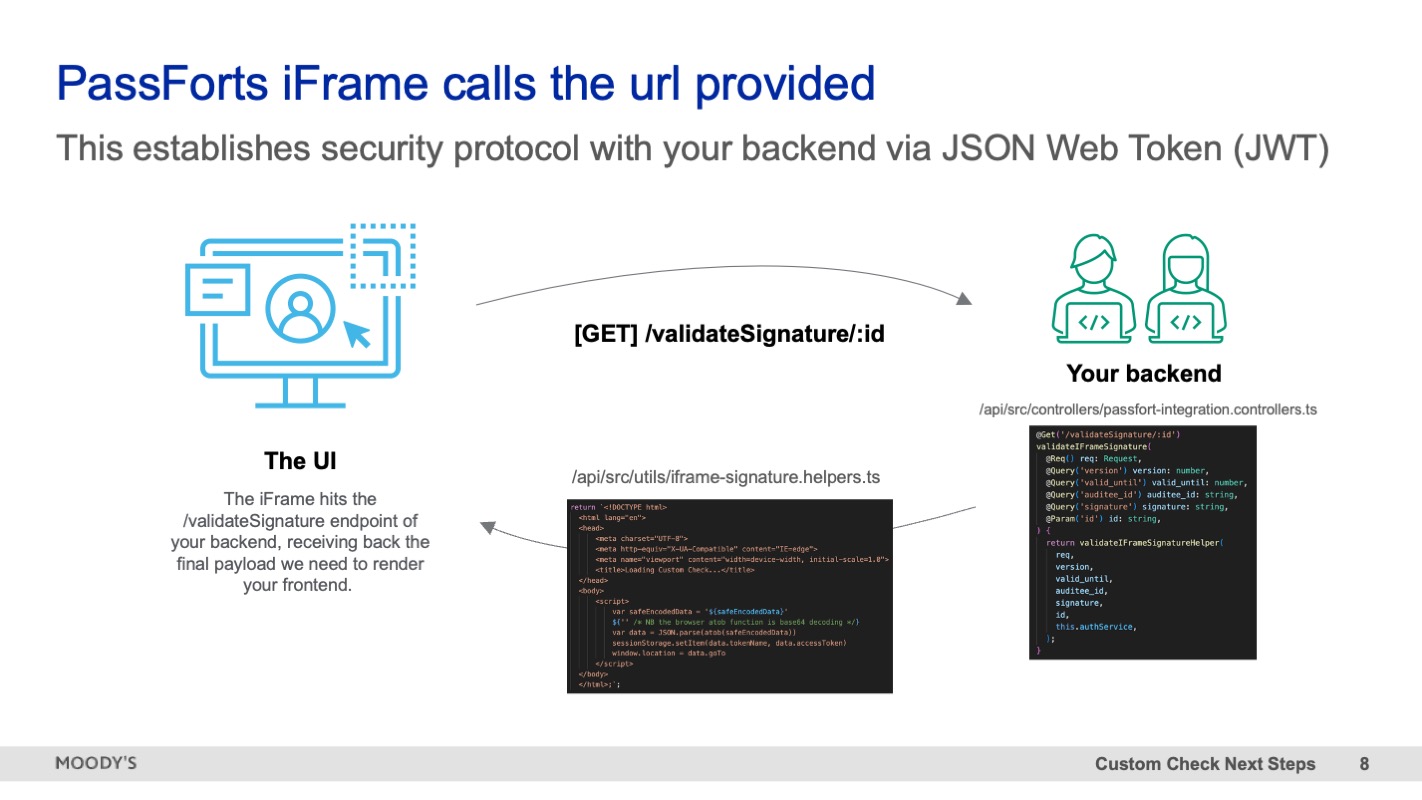 PassForts iFrame calls the url provided
This establishes security protocol with your backend via JSON Web Token (JWT)
[GET] /validateSignature/:id
The UI
The iFrame hits the
/validateSignature endpoint of
your backend, receiving back the
final payload we need to render
your frontend.
/api/src/utils/iframe-signature.helpers.ts
return `<!DOCTYPE html>
<html lang="en">
<head>
<meta charset="UTF-8">
<meta http-equiv="X-UA-Compatible" content="IE=edge">
<meta name="viewport" content="width=device-width, initial-scale=1.0">
<title>Loading Custom Check...</title>
</head>
<body>
<script>
var safeEncodedData = '${safeEncodedData}'
${'' /* NB the browser atob function is base64 decoding */}
var data = JSON.parse(atob(safeEncodedData))
sessionStorage.setItem(data.tokenName, data.accessToken)
window.location = data.goTo
</script>
</body>
</html>;`;
Your backend
/api/src/controllers/passfort-integration.controllers.ts
@Get('/validateSignature/:id')
validateIFrameSignature(
@Req() req: Request,
@Query('version') version: number,
@Query('valid_until') valid_until: number,
@Query('auditee_id') auditee_id: string,
@Query('signature') signature: string,
@Param('id') id: string,
) {
return validateIFrameSignatureHelper(
req,
version,
valid_until,
auditee_id,
signature,
id,
this.authService,
);
}
MOODY'S
Custom Check Next Steps
8